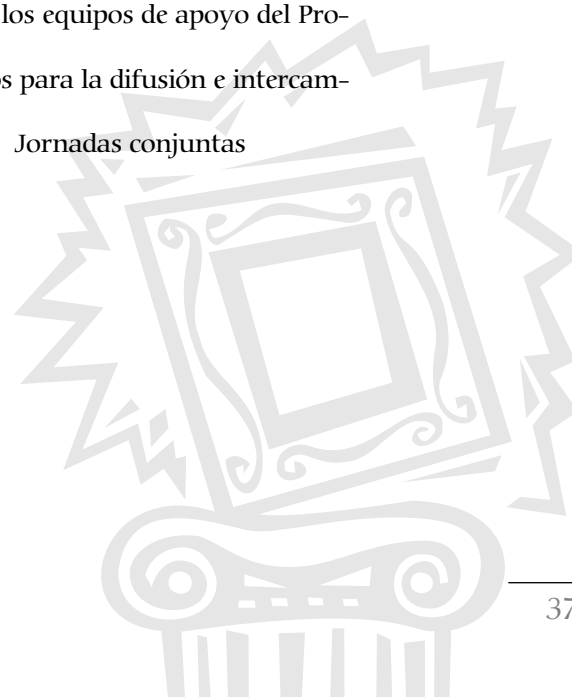 los equipos de apoyo del Pro-
s para la difusión e intercam-
Jornadas conjuntas
37